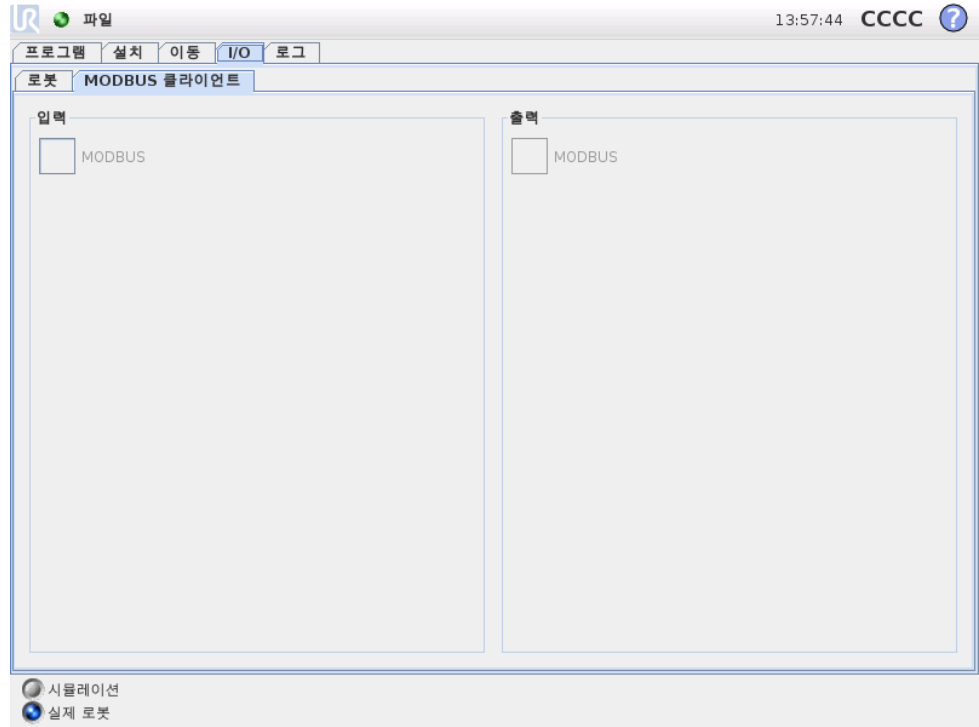 UR 파일 13:57:44 CCCC ?
프로그램 설치 이동 I/O 로그
로봇 MODBUS 클라이언트
입력 출력
MODBUS MODBUS
시뮬레이션
실제 로봇